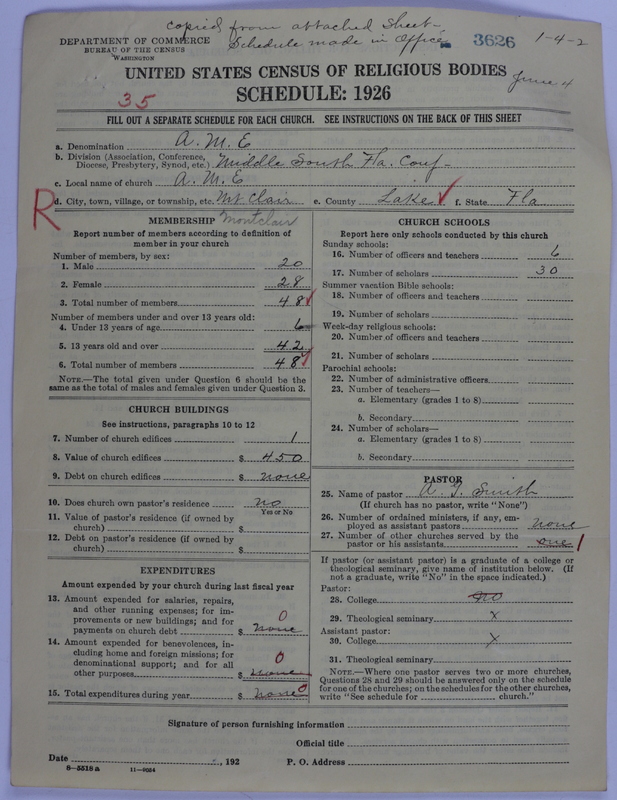 copied from attached Sheet-
Schedule made in Office
3626
1-4-2
DEPARTMENT OF COMMERCE
BUREAU OF THE CENSUS
WASHINGTON
UNITED STATES CENSUS OF RELIGIOUS BODIES
June 4
35
SCHEDULE: 1926
FILL OUT A SEPARATE SCHEDULE FOR EACH CHURCH. SEE INSTRUCTIONS ON THE BACK OF THIS SHEET
a. Denomination A. M. E
b. Division (Association, Conference, Diocese, Presbytery, Synod, etc.) Middle South Fla. Conf-
c. Local name of church A. M. E
R
d. City, town, village, or township, etc. Mt. Clair e. County Lake ✓ f. State Fla
MEMBERSHIP Montclair
Report number of members according to definition of
member in your church
Number of members, by sex:
1. Male 20
2. Female 28
3. Total number of members 48 ✓
Number of members under and over 13 years old:
4. Under 13 years of age 6
5. 13 years old and over 42
6. Total number of members 48 ✓
NOTE.—The total given under Question 6 should be the
same as the total of males and females given under Question 3.
CHURCH BUILDINGS
See instructions, paragraphs 10 to 12
7. Number of church edifices 1
8. Value of church edifices $ 450
9. Debt on church edifices $ none
10. Does church own pastor's residence no
Yes or No
11. Value of pastor's residence (if owned by
church) $
12. Debt on pastor's residence (if owned by
church) $
EXPENDITURES
Amount expended by your church during last fiscal year
13. Amount expended for salaries, repairs,
and other running expenses; for im-
provements or new buildings; and for
payments on church debt $ none 0
14. Amount expended for benevolences, in-
cluding home and foreign missions; for
denominational support; and for all
other purposes $ none 0
15. Total expenditures during year $ none 0
CHURCH SCHOOLS
Report here only schools conducted by this church
Sunday schools:
16. Number of officers and teachers 6
17. Number of scholars 30
Summer vacation Bible schools:
18. Number of officers and teachers
19. Number of scholars
Week-day religious schools:
20. Number of officers and teachers
21. Number of scholars
Parochial schools:
22. Number of administrative officers
23. Number of teachers—
a. Elementary (grades 1 to 8)
b. Secondary
24. Number of scholars—
a. Elementary (grades 1 to 8)
b. Secondary
PASTOR
25. Name of pastor A. G. Smith
(If church has no pastor, write "None")
26. Number of ordained ministers, if any, em-
ployed as assistant pastors none
27. Number of other churches served by the
pastor or his assistants one 1
If pastor (or assistant pastor) is a graduate of a college or
theological seminary, give name of institution below. (If
not a graduate, write "No" in the space indicated.)
Pastor:
28. College no
29. Theological seminary x
Assistant pastor:
30. College x
31. Theological seminary
NOTE.—Where one pastor serves two or more churches,
Questions 28 and 29 should be answered only on the schedule
for one of the churches; on the schedules for the other churches,
write "See schedule for church."
Signature of person furnishing information
Official title
Date , 192 P. O. Address
8—5518a 11—9054